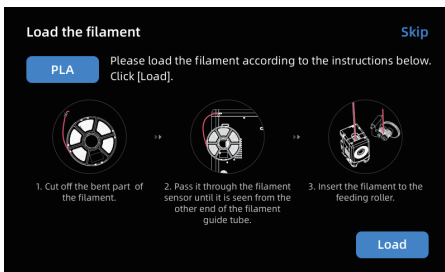 Load the filament
Skip
PLA
Please load the filament according to the instructions below.
Click [Load].
1. Cut off the bent part of
the filament.
2. Pass it through the filament
sensor until it is seen from the
other end of the filament
guide tube.
3. Insert the filament to the
feeding roller.
Load